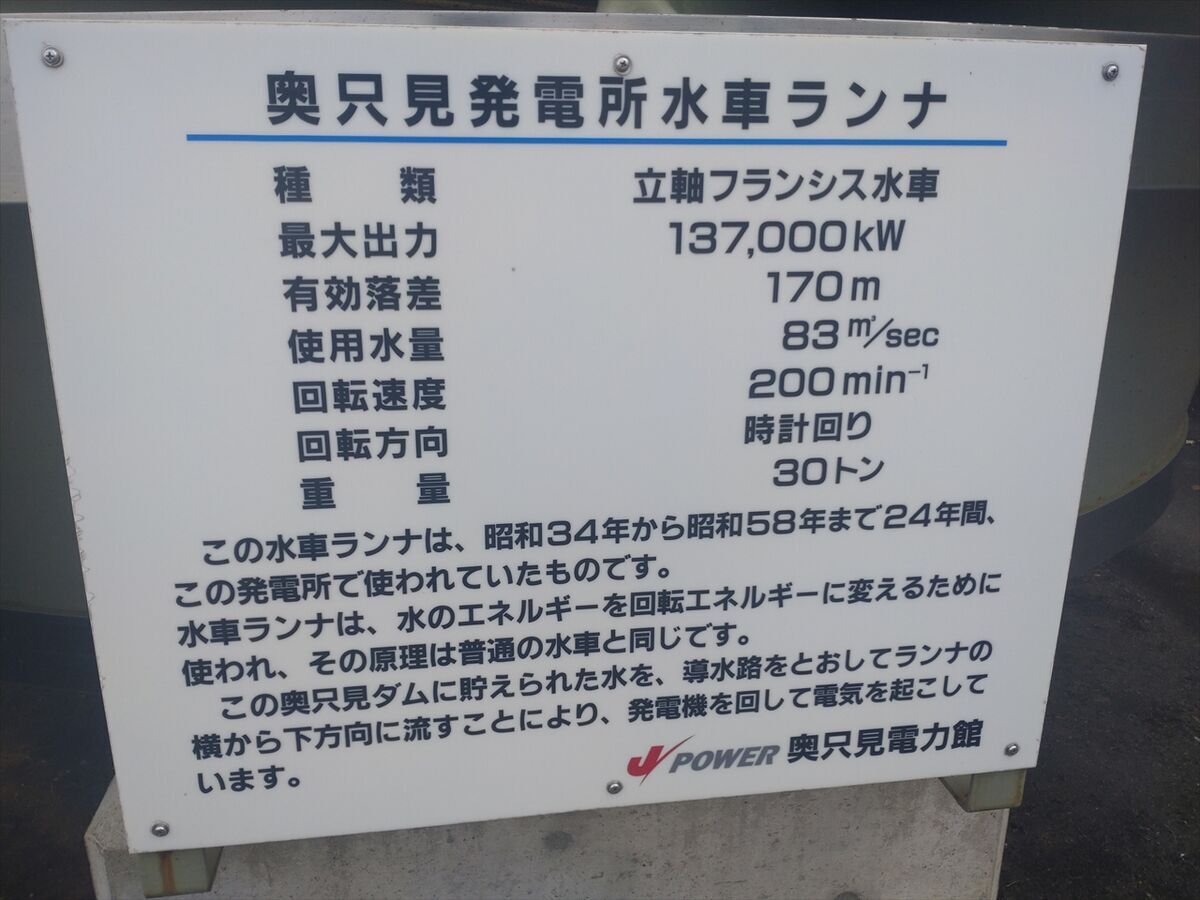 奥只見発電所水車ランナ
種類 立軸フランシス水車
最大出力 137,000kW
有効落差 170m
使用水量 83㎥/sec
回転速度 200min⁻¹
回転方向 時計回り
重量 30トン
この水車ランナは、昭和34年から昭和58年まで24年間、
この発電所で使われていたものです。
水車ランナは、水のエネルギーを回転エネルギーに変えるために
使われ、その原理は普通の水車と同じです。
この奥只見ダムに貯えられた水を、導水路をとおしてランナの
横から下方向に流すことにより、発電機を回して電気を起こして
います。
J POWER 奥只見電力館